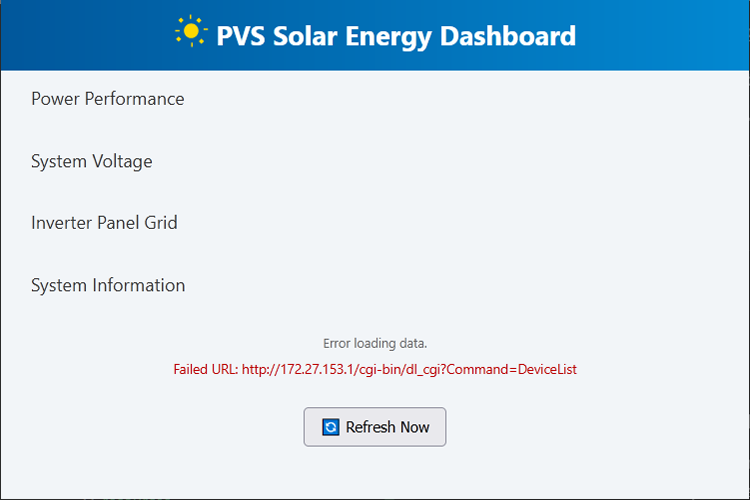 PVS Solar Energy Dashboard
Power Performance
System Voltage
Inverter Panel Grid
System Information
Error loading data.
Failed URL: http://172.27.153.1/cgi-bin/dl_cgi?Command=DeviceList
Refresh Now